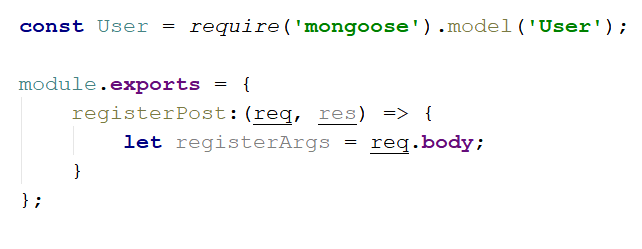 const User = require('mongoose').model('User');
module.exports = {
registerPost:(req, res) => {
let registerArgs = req.body;
}
};